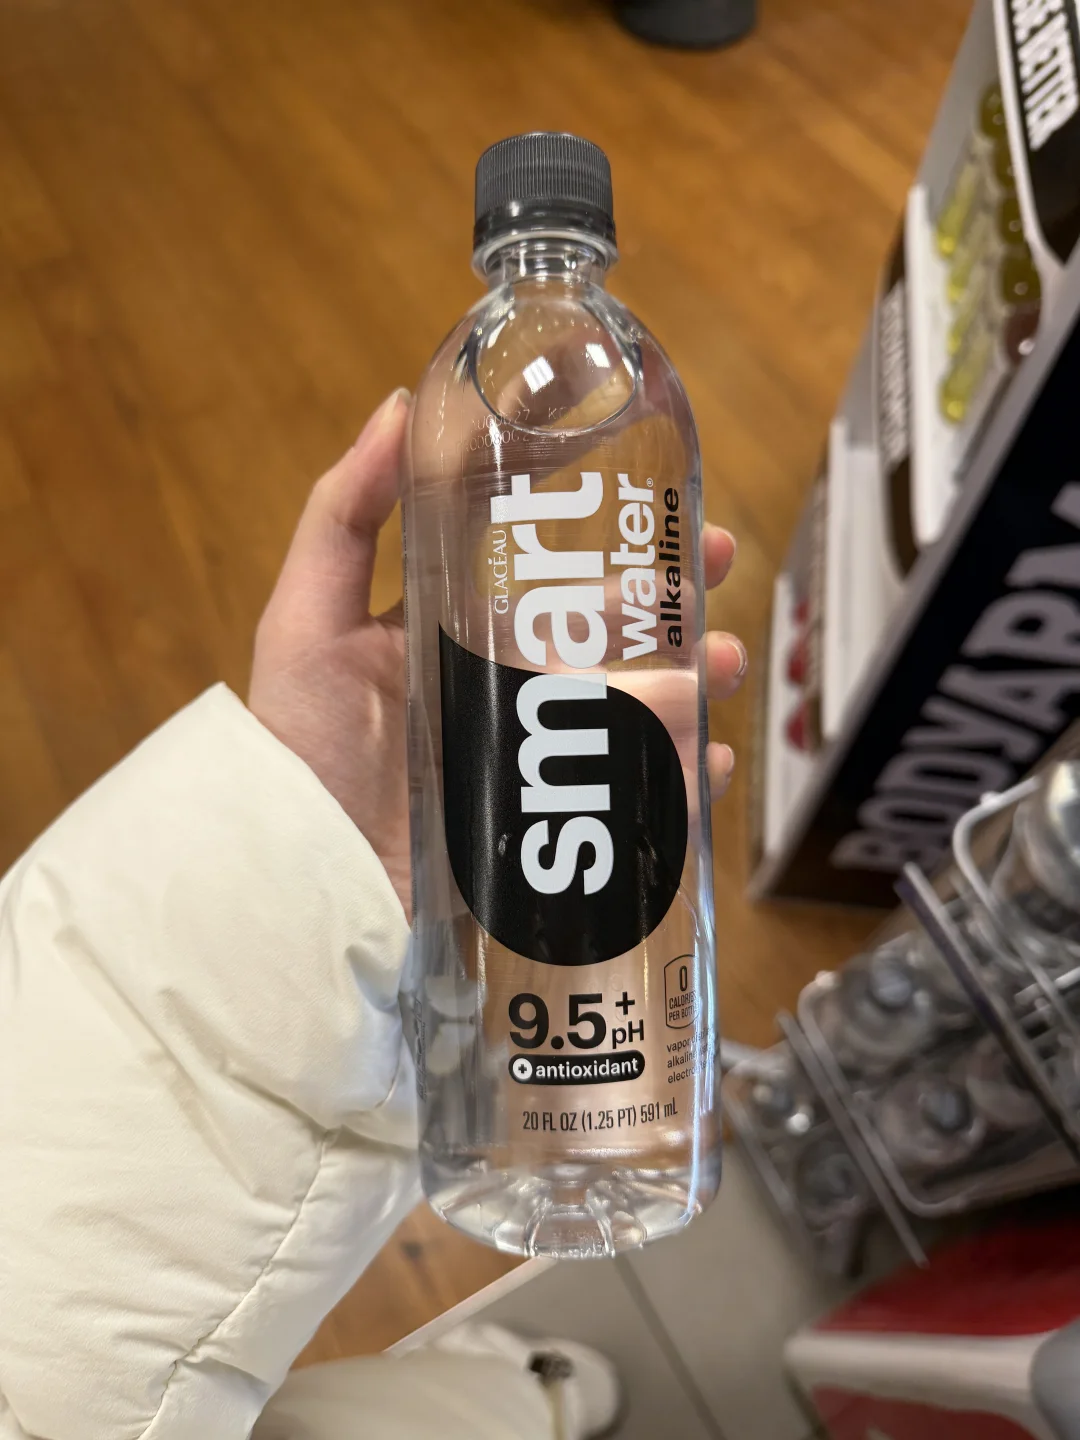 GLACÉAU
smart
water®
alkaline
9.5+
pH
antioxidant
20 FL OZ (1.25 PT) 591 mL
0
CALORIES
PER BOTTLE
BETTER
BODYARM